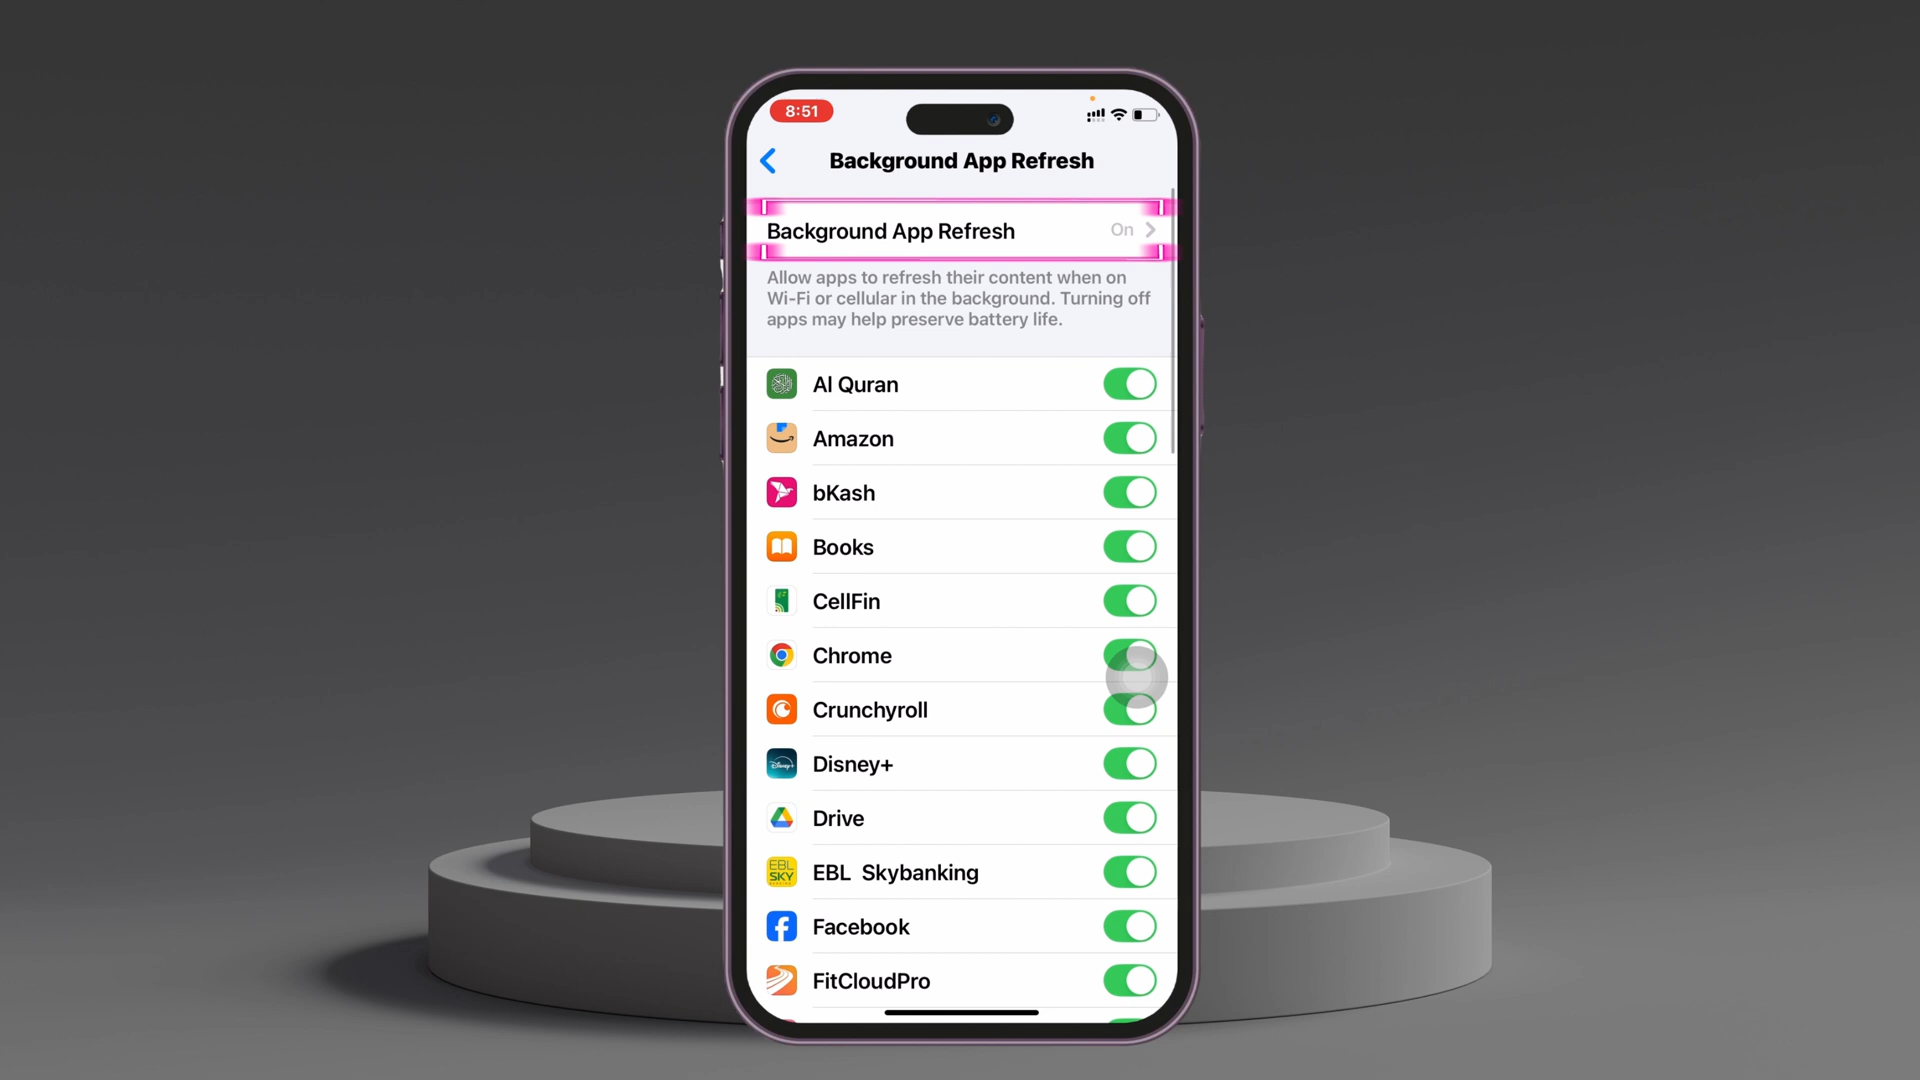 8:51
Background App Refresh
Background App Refresh On
Allow apps to refresh their content when on
Wi-Fi or cellular in the background. Turning off
apps may help preserve battery life.
Al Quran
Amazon
bKash
Books
CellFin
Chrome
Crunchyroll
Disney+
Disney+
Drive
EBL
SKY
EBL Skybanking
Facebook
FitCloudPro